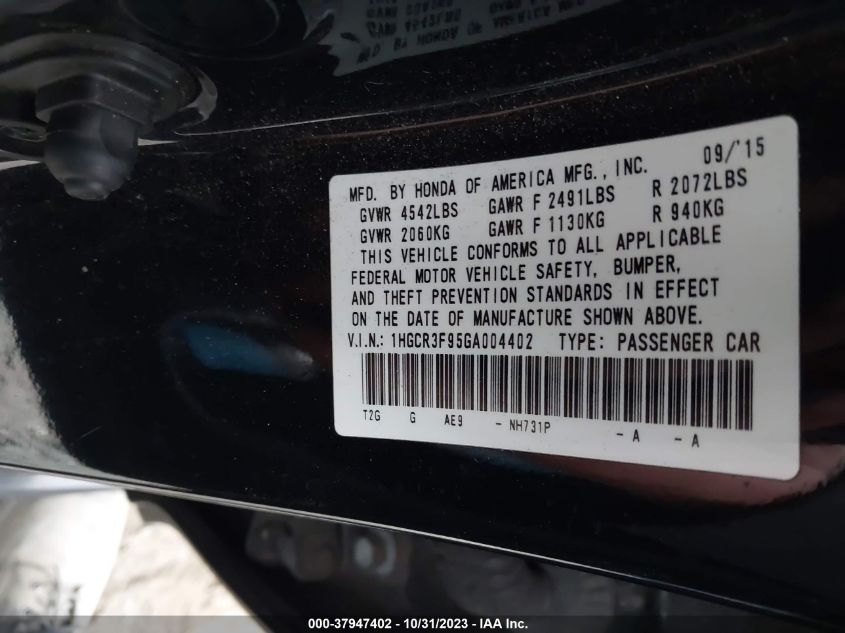 MFD. BY HONDA OF AMERICA MFG., INC. 09/'15
GVWR 4542LBS GAWR F 2491LBS R 2072LBS
GVWR 2060KG GAWR F 1130KG R 940KG
THIS VEHICLE CONFORMS TO ALL APPLICABLE
FEDERAL MOTOR VEHICLE SAFETY, BUMPER,
AND THEFT PREVENTION STANDARDS IN EFFECT
ON THE DATE OF MANUFACTURE SHOWN ABOVE.
V.I.N.: 1HGCR3F95GA004402 TYPE: PASSENGER CAR
T2G G AE9 - NH731P - A - A
000-37947402 - 10/31/2023 - IAA Inc.